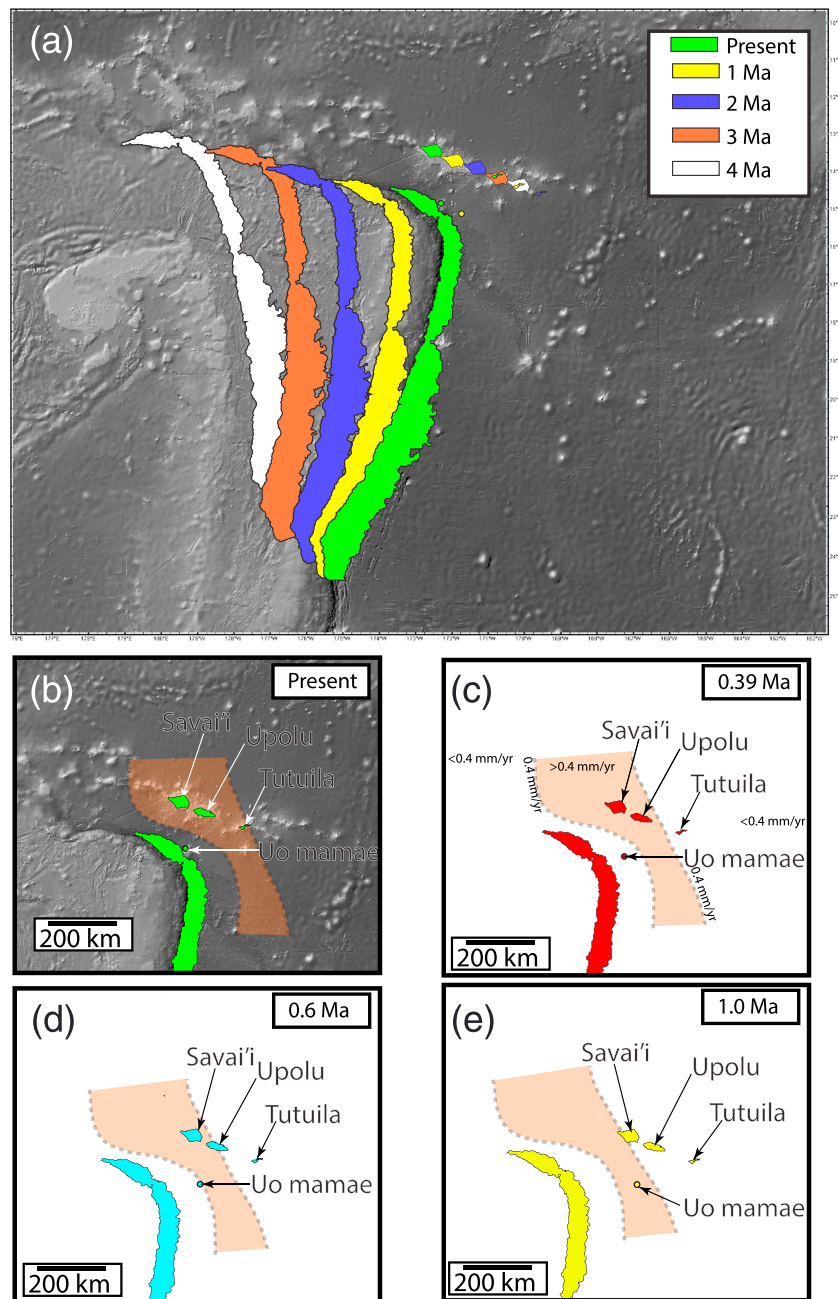 (a)
Present
1 Ma
2 Ma
3 Ma
4 Ma
(b)
Present
Savai'i
Upolu
Tutuila
Uo mamae
200 km
(c)
0.39 Ma
Savai'i
<0.4 mm/yr
0.4 mm/yr
>0.4 mm/yr
Upolu
Tutuila
<0.4 mm/yr
Uo mamae
0.4 mm/yr
200 km
(d)
0.6 Ma
Savai'i
Upolu
Tutuila
Uo mamae
200 km
(e)
1.0 Ma
Savai'i
Upolu
Tutuila
Uo mamae
200 km